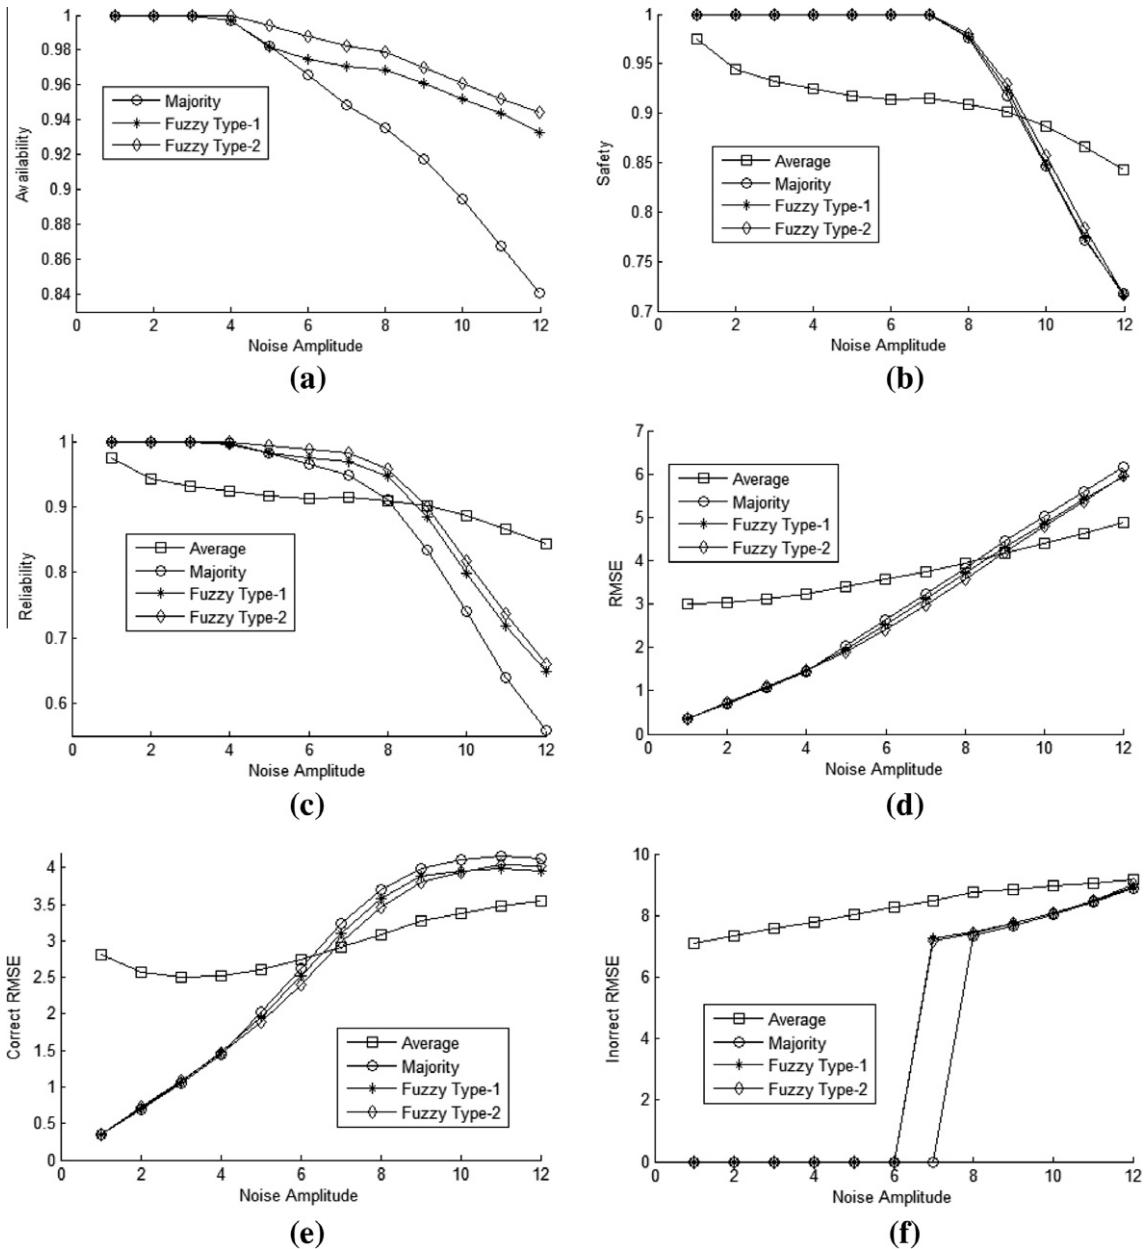 1
0.98
0.96
0.94
0.92
0.9
0.88
0.86
0.84
0 2 4 6 8 10 12
Availability
Noise Amplitude
Majority
Fuzzy Type-1
Fuzzy Type-2
(a)
1
0.95
0.9
0.85
0.8
0.75
0.7
0 2 4 6 8 10 12
Safety
Noise Amplitude
Average
Majority
Fuzzy Type-1
Fuzzy Type-2
(b)
1
0.9
0.8
0.7
0.6
0 2 4 6 8 10 12
Reliability
Noise Amplitude
Average
Majority
Fuzzy Type-1
Fuzzy Type-2
(c)
7
6
5
4
3
2
1
0
0 2 4 6 8 10 12
RMSE
Noise Amplitude
Average
Majority
Fuzzy Type-1
Fuzzy Type-2
(d)
4
3.5
3
2.5
2
1.5
1
0.5
0
0 2 4 6 8 10 12
Correct RMSE
Noise Amplitude
Average
Majority
Fuzzy Type-1
Fuzzy Type-2
(e)
10
8
6
4
2
0
0 2 4 6 8 10 12
Inorrect RMSE
Noise Amplitude
Average
Majority
Fuzzy Type-1
Fuzzy Type-2
(f)